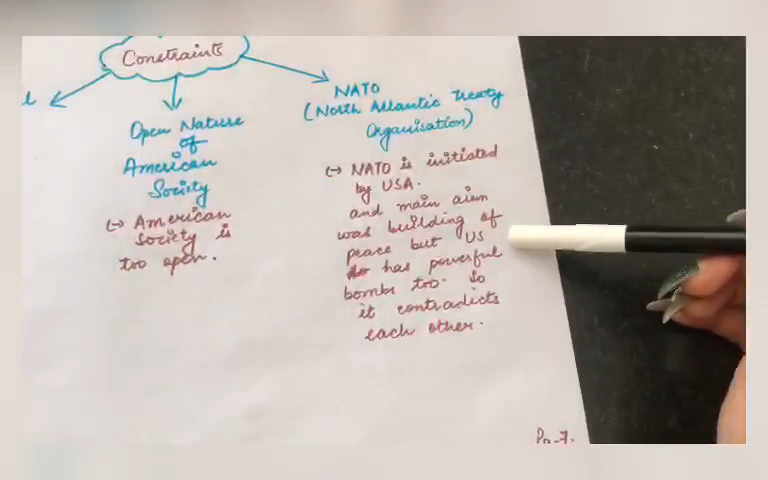 Constraints
Open Nature
of
American
Society
(→ American
Society is
too open.
NATO
(North Atlantic Treaty
Organisation)
(→ NATO is initiated
by USA.
and main aim
was building of
peace but US
has powerful
bombs too. So
it contradicts
each other.
Pg-7.